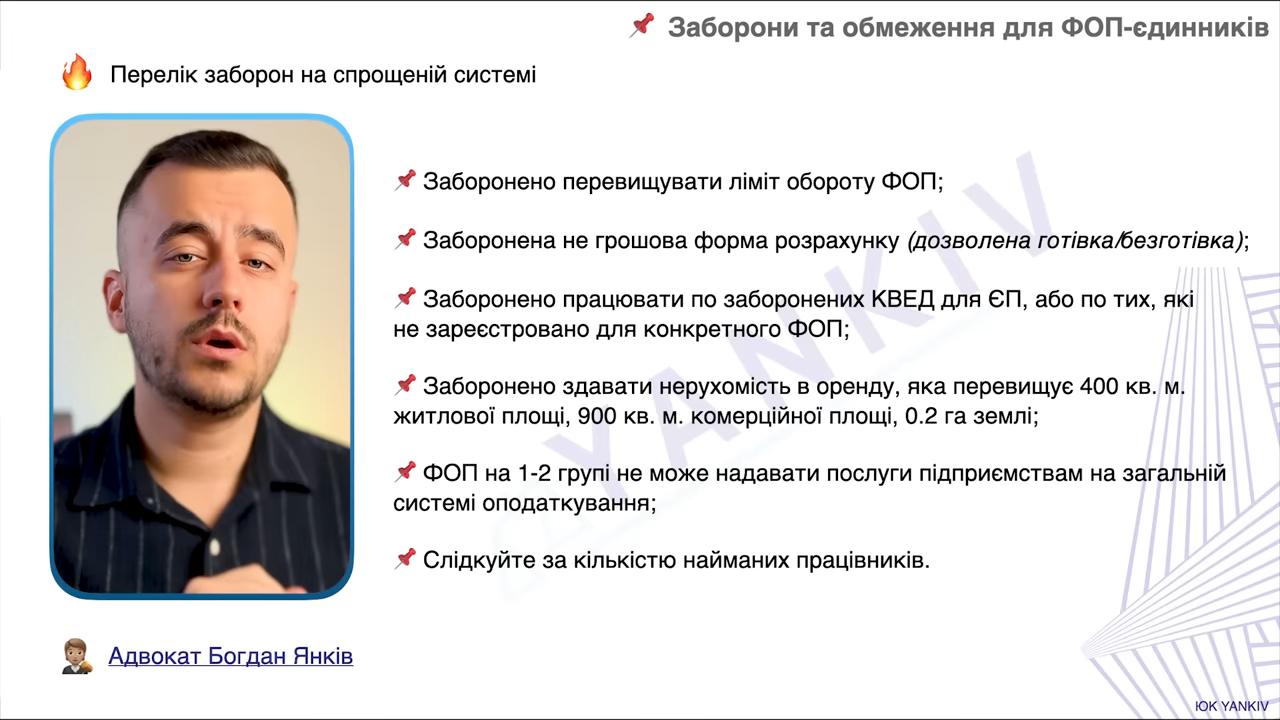 📌 Заборони та обмеження для ФОП-єдинників
🔥 Перелік заборон на спрощеній системі
📌 Заборонено перевищувати ліміт обороту ФОП;
📌 Заборонена не грошова форма розрахунку (дозволена готівка/безготівка);
📌 Заборонено працювати по заборонених КВЕД для ЄП, або по тих, які
не зареєстровано для конкретного ФОП;
📌 Заборонено здавати нерухомість в оренду, яка перевищує 400 кв. м.
житлової площі, 900 кв. м. комерційної площі, 0.2 га землі;
📌 ФОП на 1-2 групі не може надавати послуги підприємствам на загальній
системі оподаткування;
📌 Слідкуйте за кількістю найманих працівників.
Адвокат Богдан Янків
YANKIV
ЮК YANKIV